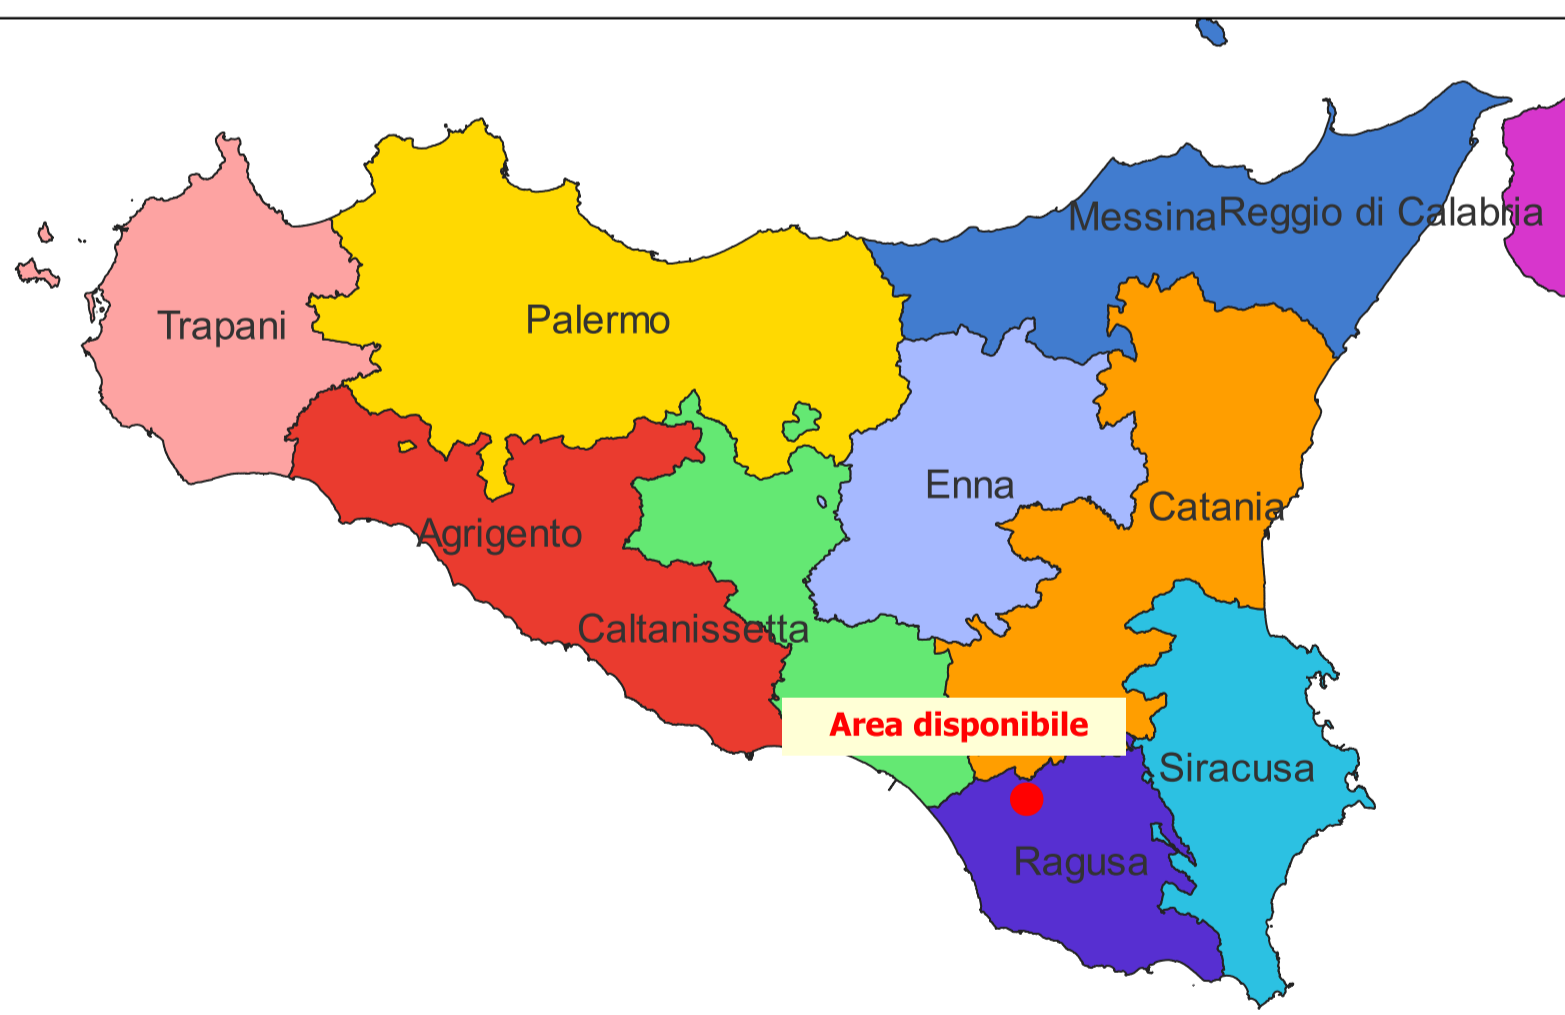 Messina
Reggio di Calabria
Trapani
Palermo
Enna
Catania
Agrigento
Caltanissetta
Area disponibile
Siracusa
Ragusa